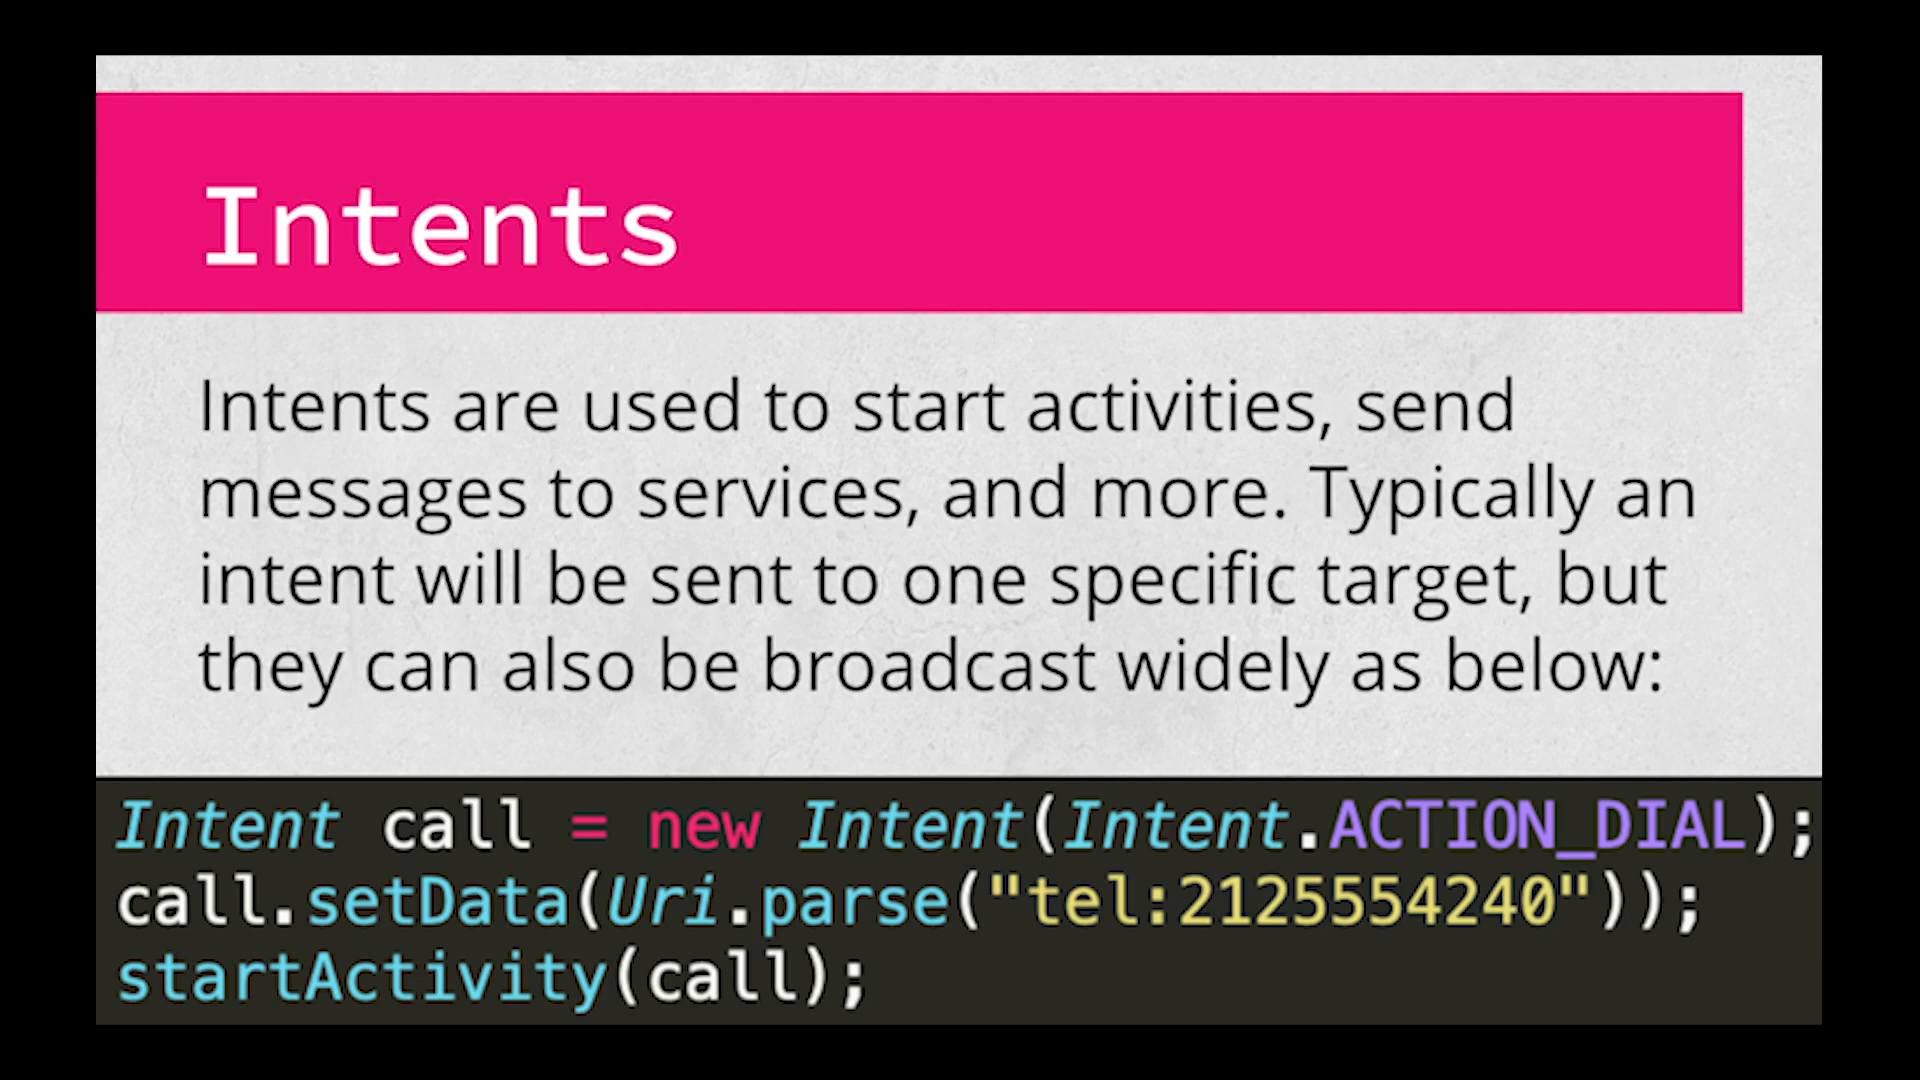 Intents
Intents are used to start activities, send
messages to services, and more. Typically an
intent will be sent to one specific target, but
they can also be broadcast widely as below:
Intent call = new Intent(Intent.ACTION_DIAL);
call.setData(Uri.parse("tel:2125554240"));
startActivity(call);